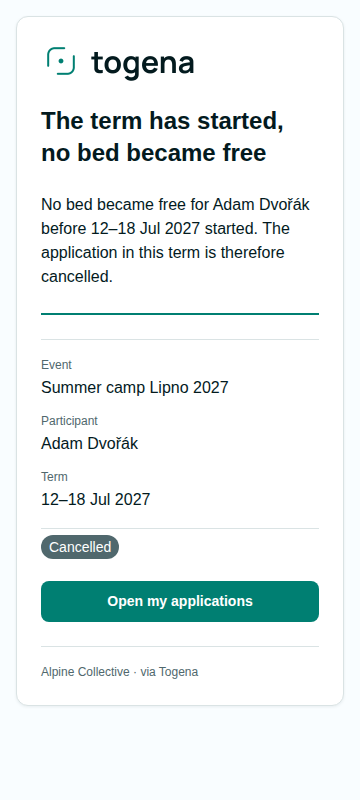 togena
The term has started,
no bed became free
No bed became free for Adam Dvořák
before 12–18 Jul 2027 started. The
application in this term is therefore
cancelled.
Event
Summer camp Lipno 2027
Participant
Adam Dvořák
Term
12–18 Jul 2027
Cancelled
Open my applications
Alpine Collective · via Togena